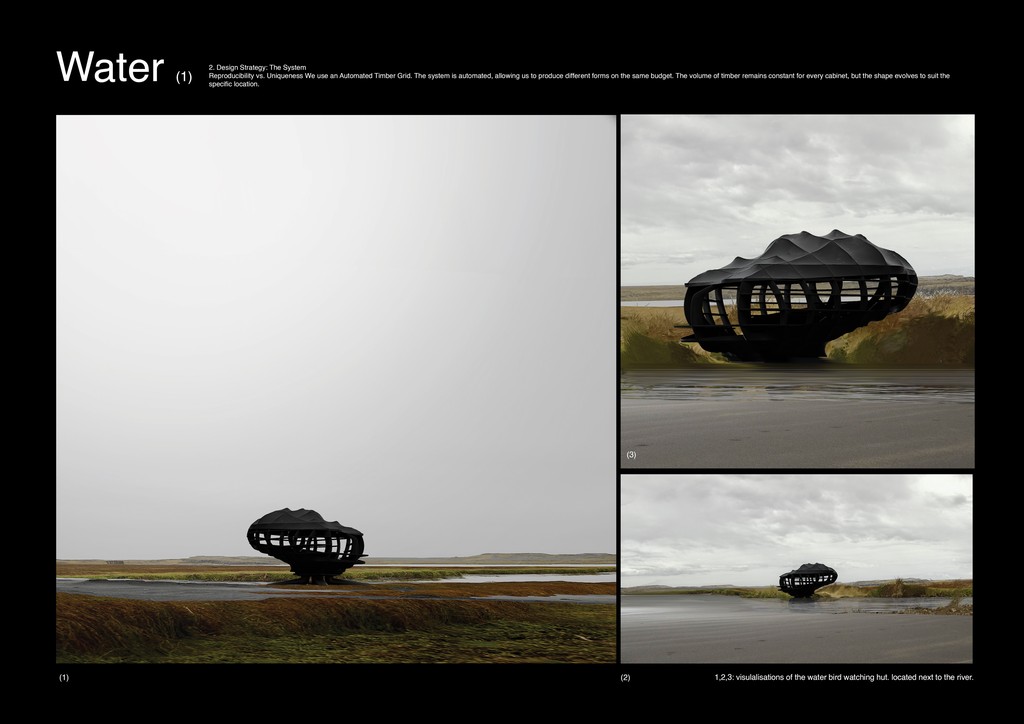 Water (1)
2. Design Strategy: The System
Reproducibility vs. Uniqueness We use an Automated Timber Grid. The system is automated, allowing us to produce different forms on the same budget. The volume of timber remains constant for every cabinet, but the shape evolves to suit the
specific location.
(3)
(1)
(2)
1,2,3: visulalisations of the water bird watching hut. located next to the river.